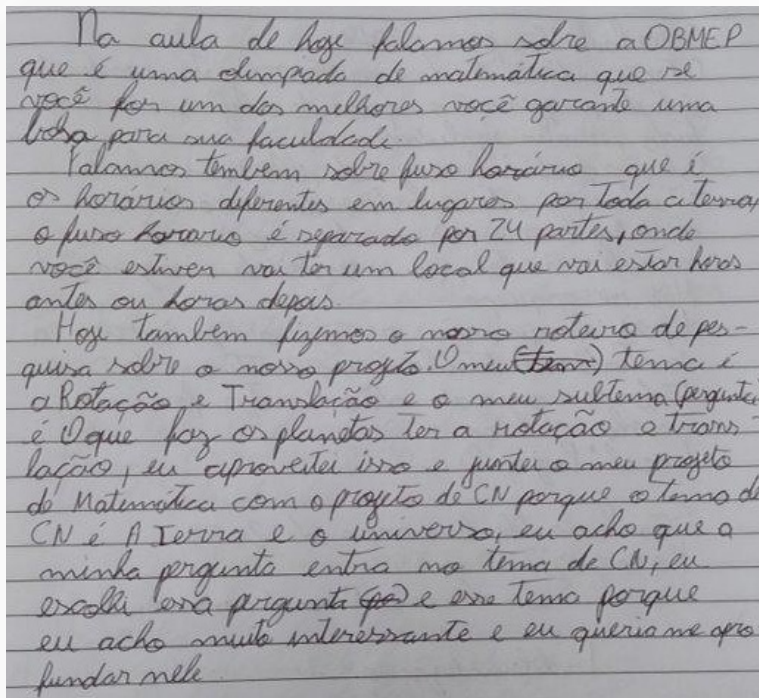 Na aula de hoje falamos sobre a OBMEP
que é uma olimpíada de matemática que se
você for um dos melhores você garante uma
bolsa para sua faculdade.
Falamos também sobre fuso horário que é
os horários diferentes em lugares por toda a terra,
o fuso horario é separado por 24 partes, onde
você estiver vai ter um local que vai estar horas
antes ou horas depois.
Hoje também fizemos o nosso roteiro de pes-
quisa sobre o nosso projeto. O meu (tema) tema é
a Rotação e Translação e o meu subtema (pergunta)
é O que faz os planetas ter a rotação e trans-
lação, eu aproveitei isso e juntei o meu projeto
de Matemática com o projeto de CN porque o tema de
CN é A Terra e o universo, eu acho que a
minha pergunta entra no tema de CN, eu
escolhi essa pergunta e esse tema porque
eu acho muito interessante e eu queria me apro
fundar nele.